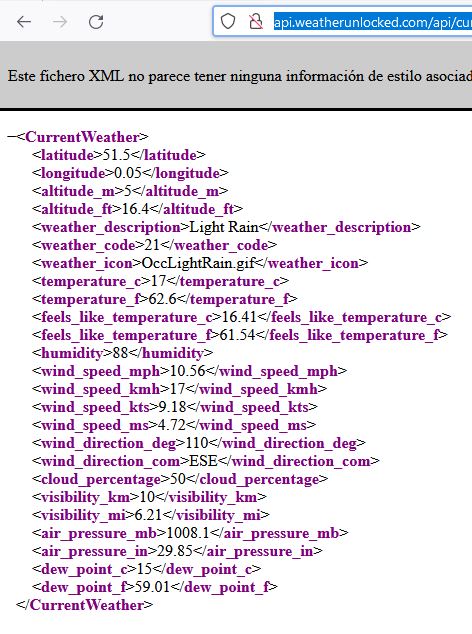 api.weatherunlocked.com/api/cur
Este fichero XML no parece tener ninguna información de estilo asociad
−<CurrentWeather>
<latitude>51.5</latitude>
<longitude>0.05</longitude>
<altitude_m>5</altitude_m>
<altitude_ft>16.4</altitude_ft>
<weather_description>Light Rain</weather_description>
<weather_code>21</weather_code>
<weather_icon>OccLightRain.gif</weather_icon>
<temperature_c>17</temperature_c>
<temperature_f>62.6</temperature_f>
<feels_like_temperature_c>16.41</feels_like_temperature_c>
<feels_like_temperature_f>61.54</feels_like_temperature_f>
<humidity>88</humidity>
<wind_speed_mph>10.56</wind_speed_mph>
<wind_speed_kmh>17</wind_speed_kmh>
<wind_speed_kts>9.18</wind_speed_kts>
<wind_speed_ms>4.72</wind_speed_ms>
<wind_direction_deg>110</wind_direction_deg>
<wind_direction_com>ESE</wind_direction_com>
<cloud_percentage>50</cloud_percentage>
<visibility_km>10</visibility_km>
<visibility_mi>6.21</visibility_mi>
<air_pressure_mb>1008.1</air_pressure_mb>
<air_pressure_in>29.85</air_pressure_in>
<dew_point_c>15</dew_point_c>
<dew_point_f>59.01</dew_point_f>
</CurrentWeather>